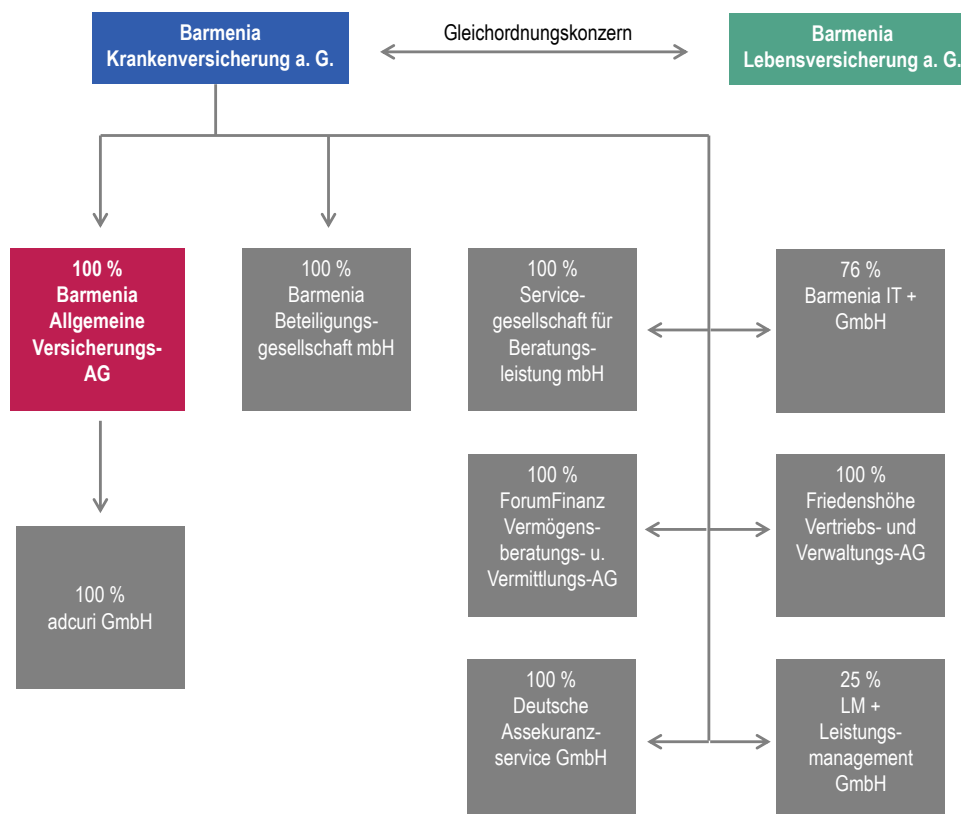 Barmenia
Krankenversicherung a. G.
Gleichordnungskonzern
Barmenia
Lebensversicherung a. G.
100 %
Barmenia
Allgemeine
Versicherungs-
AG
100 %
Barmenia
Beteiligungs-
gesellschaft mbH
100 %
Service-
gesellschaft für
Beratungs-
leistung mbH
76 %
Barmenia IT +
GmbH
100 %
adcuri GmbH
100 %
ForumFinanz
Vermögens-
beratungs- u.
Vermittlungs-AG
100 %
Friedenshöhe
Vertriebs- und
Verwaltungs-AG
100 %
Deutsche
Assekuranz-
service GmbH
25 %
LM +
Leistungs-
management
GmbH